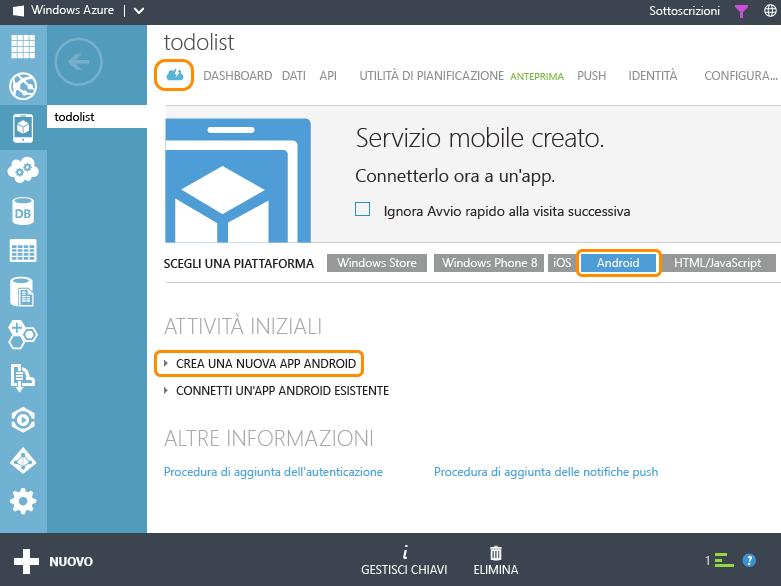 Windows Azure
Sottoscrizioni
todolist
todolist
DASHBOARD DATI API UTILITÀ DI PIANIFICAZIONE ANTEPRIMA PUSH IDENTITÀ CONFIGURA...
Servizio mobile creato.
Connetterlo ora a un'app.
Ignora Avvio rapido alla visita successiva
SCEGLI UNA PIATTAFORMA Windows Store Windows Phone 8 iOS Android HTML/JavaScript
ATTIVITÀ INIZIALI
CREA UNA NUOVA APP ANDROID
CONNETTI UN'APP ANDROID ESISTENTE
ALTRE INFORMAZIONI
Procedura di aggiunta dell'autenticazione Procedura di aggiunta delle notifiche push
DB
NUOVO
GESTISCI CHIAVI
ELIMINA
1
?